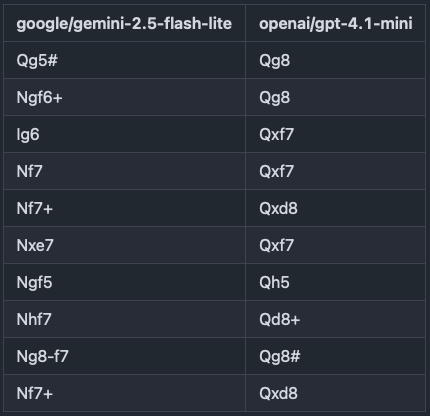 google/gemini-2.5-flash-lite openai/gpt-4.1-mini
Qg5# Qg8
Ngf6+ Qg8
Ig6 Qxf7
Nf7 Qxf7
Nf7+ Qxd8
Nxe7 Qxf7
Ngf5 Qh5
Nhf7 Qd8+
Ng8-f7 Qg8#
Nf7+ Qxd8